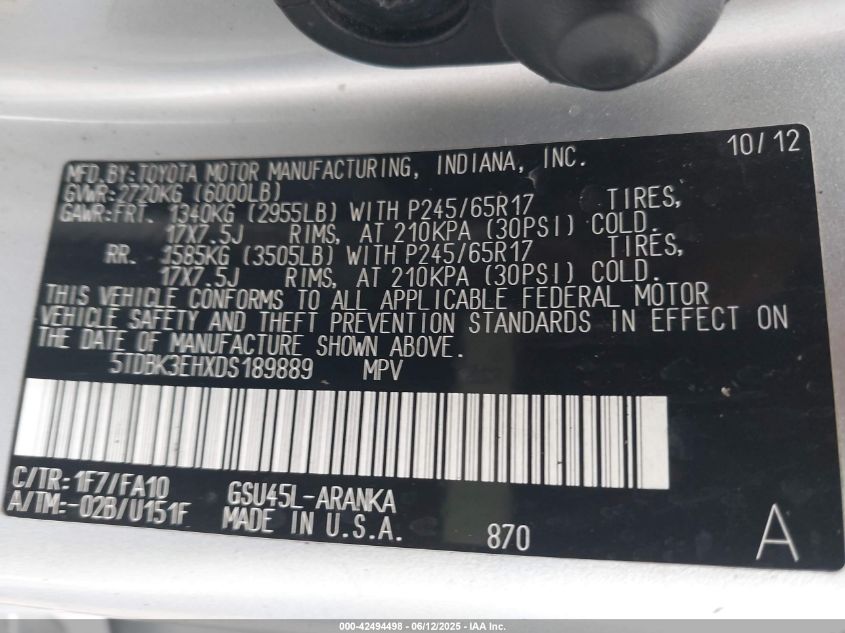 10/12
MFD. BY: TOYOTA MOTOR MANUFACTURING, INDIANA, INC.
GVWR: 2720KG (6000LB)
GAWR: FRT. 1340KG (2955LB) WITH P245/65R17 TIRES,
17X7.5J RIMS, AT 210KPA (30PSI) COLD.
RR. 1585KG (3505LB) WITH P245/65R17 TIRES,
17X7.5J RIMS, AT 210KPA (30PSI) COLD.
THIS VEHICLE CONFORMS TO ALL APPLICABLE FEDERAL MOTOR
VEHICLE SAFETY AND THEFT PREVENTION STANDARDS IN EFFECT ON
THE DATE OF MANUFACTURE SHOWN ABOVE.
5TDBK3EHXDS189889 MPV
C/TR: 1F7/FA10 GSU45L-ARANKA
A/TM:-02B/U151F MADE IN U.S.A. 870 A
000-42494498 - 06/12/2025 - IAA Inc.